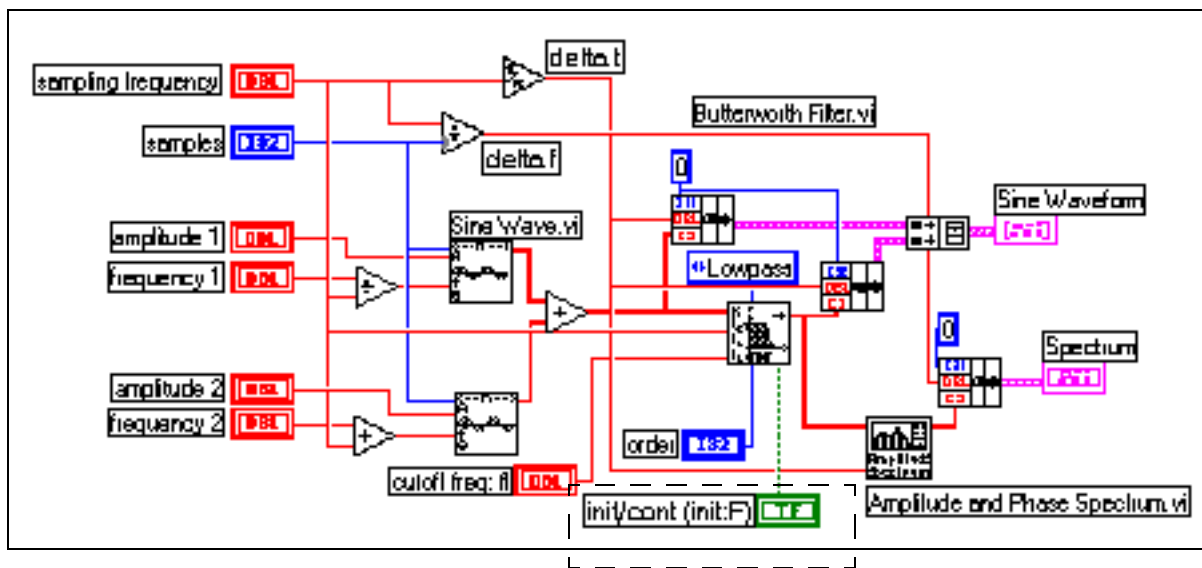 sampling frequency
DBL
delta t
samples
I32
delta f
Butterworth Filter.vi
0
Sine Waveform
amplitude 1
DBL
Sine Wave.vi
frequency 1
DBL
Lowpass
0
Spectrum
amplitude 2
DBL
frequency 2
DBL
order
I32
cutoff freq: fl
DBL
init/cont (init:F)
TF
Amplitude and Phase Spectrum.vi